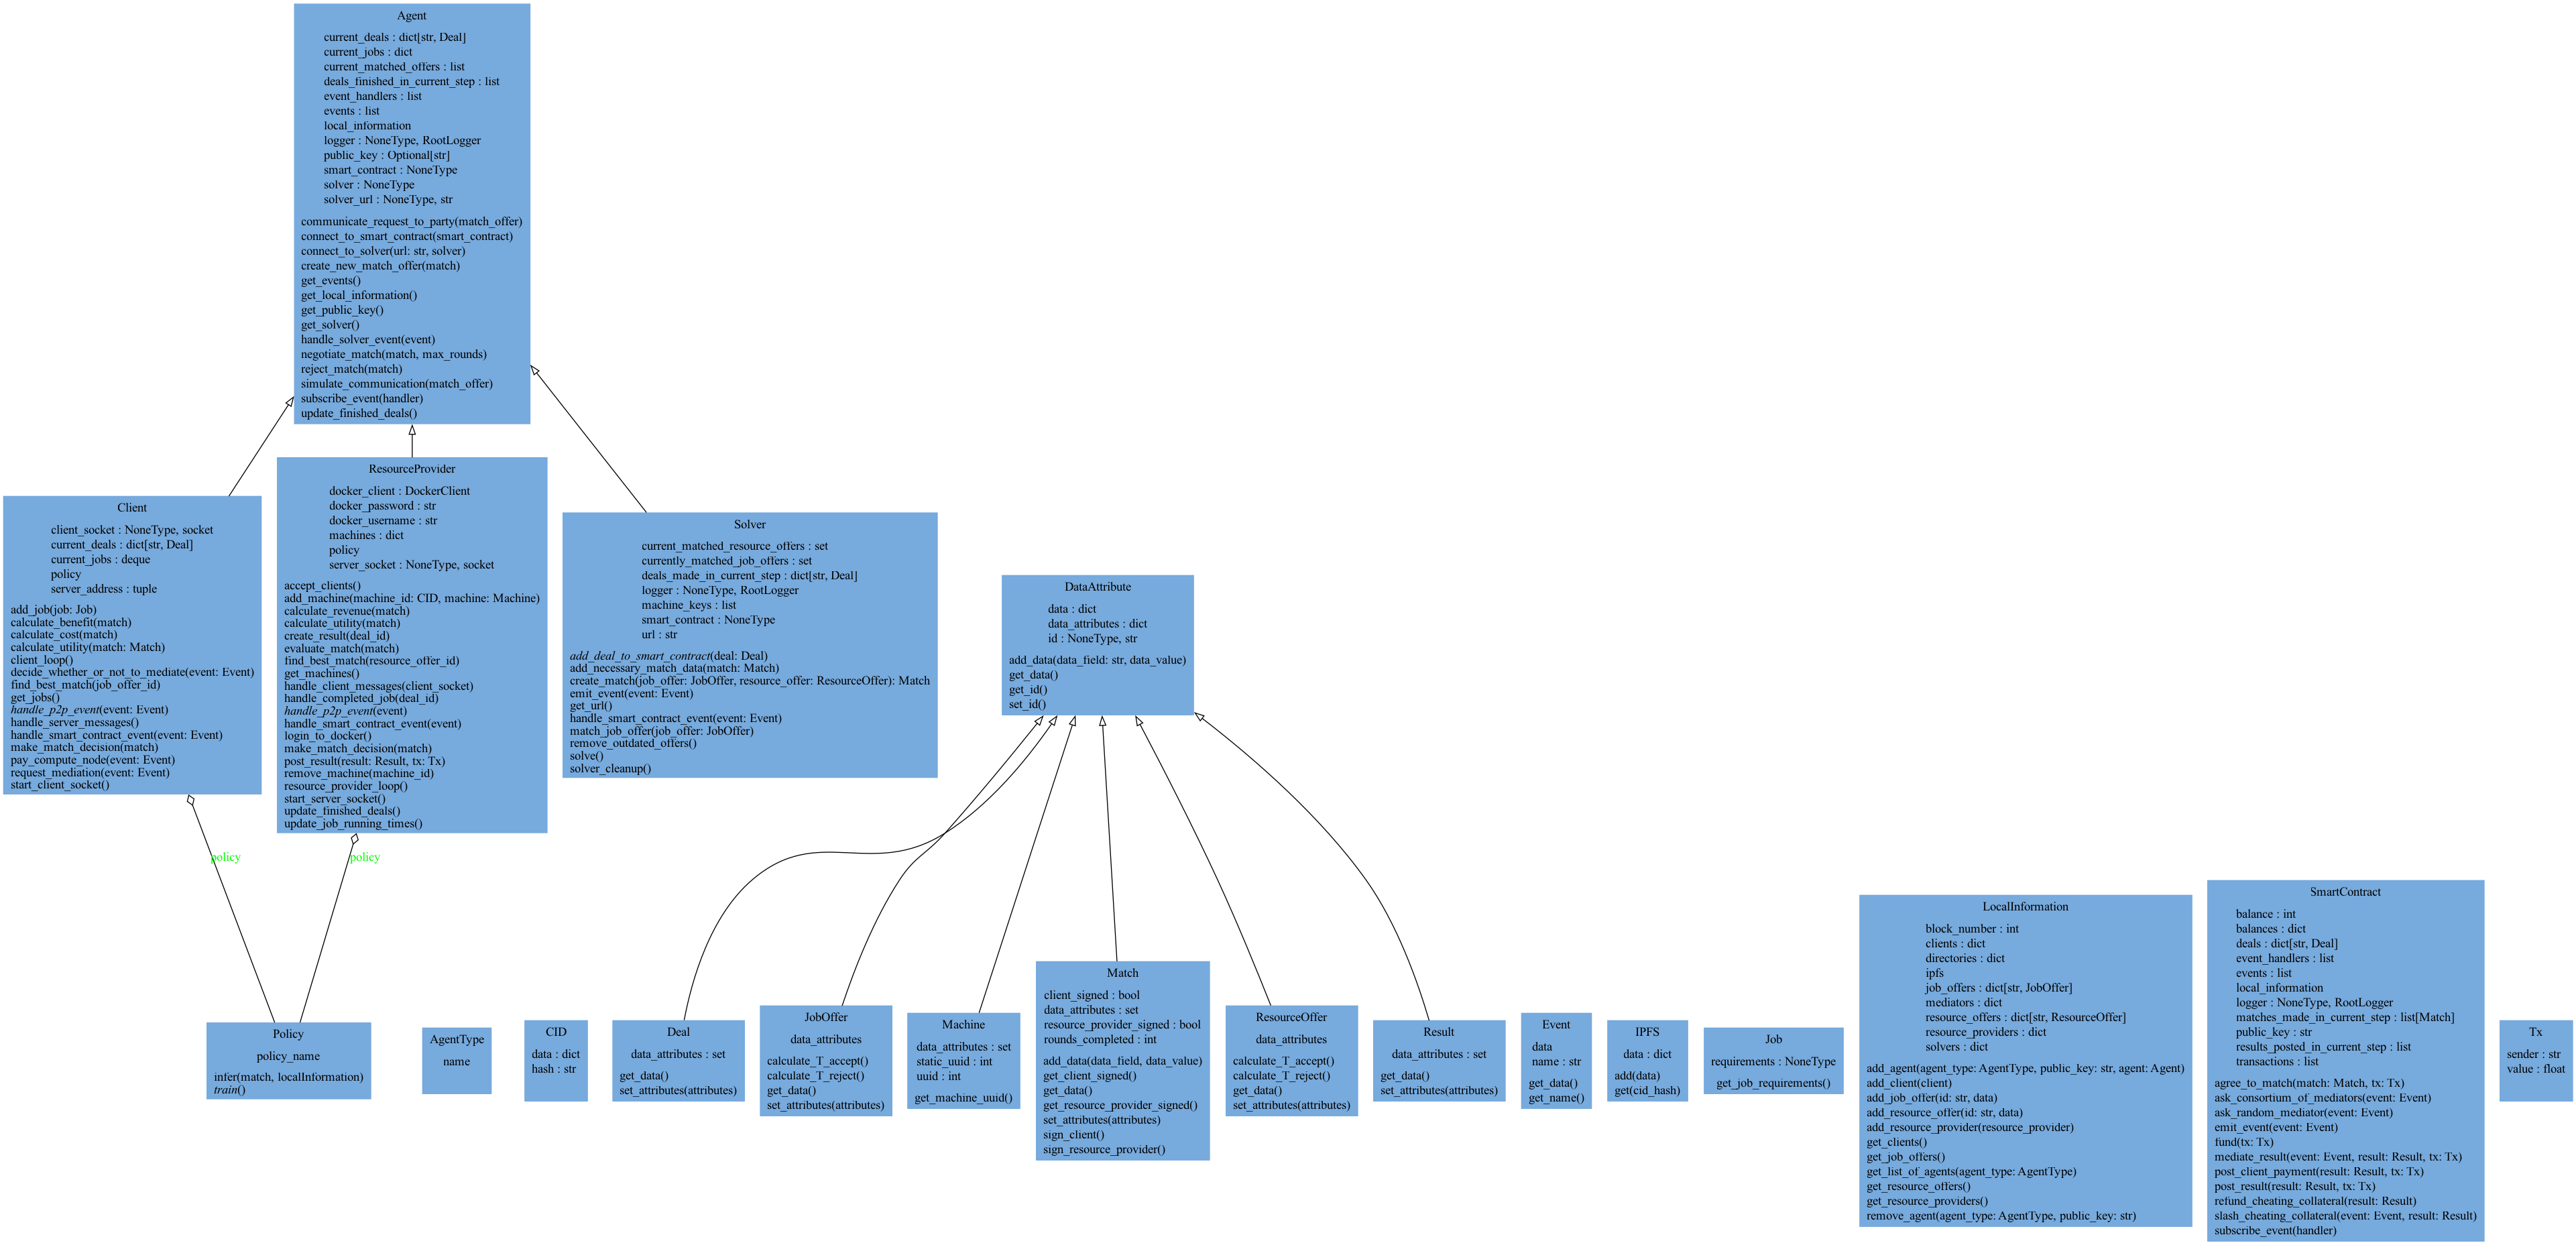 Agent
current_deals : dict[str, Deal]
current_jobs : dict
current_matched_offers : list
deals_finished_in_current_step : list
event_handlers : list
events : list
local_information
logger : NoneType, RootLogger
public_key : Optional[str]
smart_contract : NoneType
solver : NoneType
solver_url : NoneType, str
communicate_request_to_party(match_offer)
connect_to_smart_contract(smart_contract)
connect_to_solver(url: str, solver)
create_new_match_offer(match)
get_events()
get_local_information()
get_public_key()
get_solver()
handle_solver_event(event)
negotiate_match(match, max_rounds)
reject_match(match)
simulate_communication(match_offer)
subscribe_event(handler)
update_finished_deals()
Client
client_socket : NoneType, socket
current_deals : dict[str, Deal]
current_jobs : deque
policy
server_address : tuple
add_job(job: Job)
calculate_benefit(match)
calculate_cost(match)
calculate_utility(match: Match)
client_loop()
decide_whether_or_not_to_mediate(event: Event)
find_best_match(job_offer_id)
get_jobs()
handle_p2p_event(event: Event)
handle_server_messages()
handle_smart_contract_event(event: Event)
make_match_decision(match)
pay_compute_node(event: Event)
request_mediation(event: Event)
start_client_socket()
ResourceProvider
docker_client : DockerClient
docker_password : str
docker_username : str
machines : dict
policy
server_socket : NoneType, socket
accept_clients()
add_machine(machine_id: CID, machine: Machine)
calculate_revenue(match)
calculate_utility(match)
create_result(deal_id)
evaluate_match(match)
find_best_match(resource_offer_id)
get_machines()
handle_client_messages(client_socket)
handle_completed_job(deal_id)
handle_p2p_event(event)
handle_smart_contract_event(event)
login_to_docker()
make_match_decision(match)
post_result(result: Result, tx: Tx)
remove_machine(machine_id)
resource_provider_loop()
start_server_socket()
update_finished_deals()
update_job_running_times()
Solver
current_matched_resource_offers : set
currently_matched_job_offers : set
deals_made_in_current_step : dict[str, Deal]
logger : NoneType, RootLogger
machine_keys : list
smart_contract : NoneType
url : str
add_deal_to_smart_contract(deal: Deal)
add_necessary_match_data(match: Match)
create_match(job_offer: JobOffer, resource_offer: ResourceOffer): Match
emit_event(event: Event)
get_url()
handle_smart_contract_event(event: Event)
match_job_offer(job_offer: JobOffer)
remove_outdated_offers()
solve()
solver_cleanup()
DataAttribute
data : dict
data_attributes : dict
id : NoneType, str
add_data(data_field: str, data_value)
get_data()
get_id()
set_id()
policy
policy
Policy
policy_name
infer(match, localInformation)
train()
AgentType
name
CID
data : dict
hash : str
Deal
data_attributes : set
get_data()
set_attributes(attributes)
JobOffer
data_attributes
calculate_T_accept()
calculate_T_reject()
get_data()
set_attributes(attributes)
Machine
data_attributes : set
static_uuid : int
uuid : int
get_machine_uuid()
Match
client_signed : bool
data_attributes : set
resource_provider_signed : bool
rounds_completed : int
add_data(data_field, data_value)
get_client_signed()
get_data()
get_resource_provider_signed()
set_attributes(attributes)
sign_client()
sign_resource_provider()
ResourceOffer
data_attributes
calculate_T_accept()
calculate_T_reject()
get_data()
set_attributes(attributes)
Result
data_attributes : set
get_data()
set_attributes(attributes)
Event
data
name : str
get_data()
get_name()
IPFS
data : dict
add(data)
get(cid_hash)
Job
requirements : NoneType
get_job_requirements()
LocalInformation
block_number : int
clients : dict
directories : dict
ipfs
job_offers : dict[str, JobOffer]
mediators : dict
resource_offers : dict[str, ResourceOffer]
resource_providers : dict
solvers : dict
add_agent(agent_type: AgentType, public_key: str, agent: Agent)
add_client(client)
add_job_offer(id: str, data)
add_resource_offer(id: str, data)
add_resource_provider(resource_provider)
get_clients()
get_job_offers()
get_list_of_agents(agent_type: AgentType)
get_resource_offers()
get_resource_providers()
remove_agent(agent_type: AgentType, public_key: str)
SmartContract
balance : int
balances : dict
deals : dict[str, Deal]
event_handlers : list
events : list
local_information
logger : NoneType, RootLogger
matches_made_in_current_step : list[Match]
public_key : str
results_posted_in_current_step : list
transactions : list
agree_to_match(match: Match, tx: Tx)
ask_consortium_of_mediators(event: Event)
ask_random_mediator(event: Event)
emit_event(event: Event)
fund(tx: Tx)
mediate_result(event: Event, result: Result, tx: Tx)
post_client_payment(result: Result, tx: Tx)
post_result(result: Result, tx: Tx)
refund_cheating_collateral(result: Result)
slash_cheating_collateral(event: Event, result: Result)
subscribe_event(handler)
Tx
sender : str
value : float